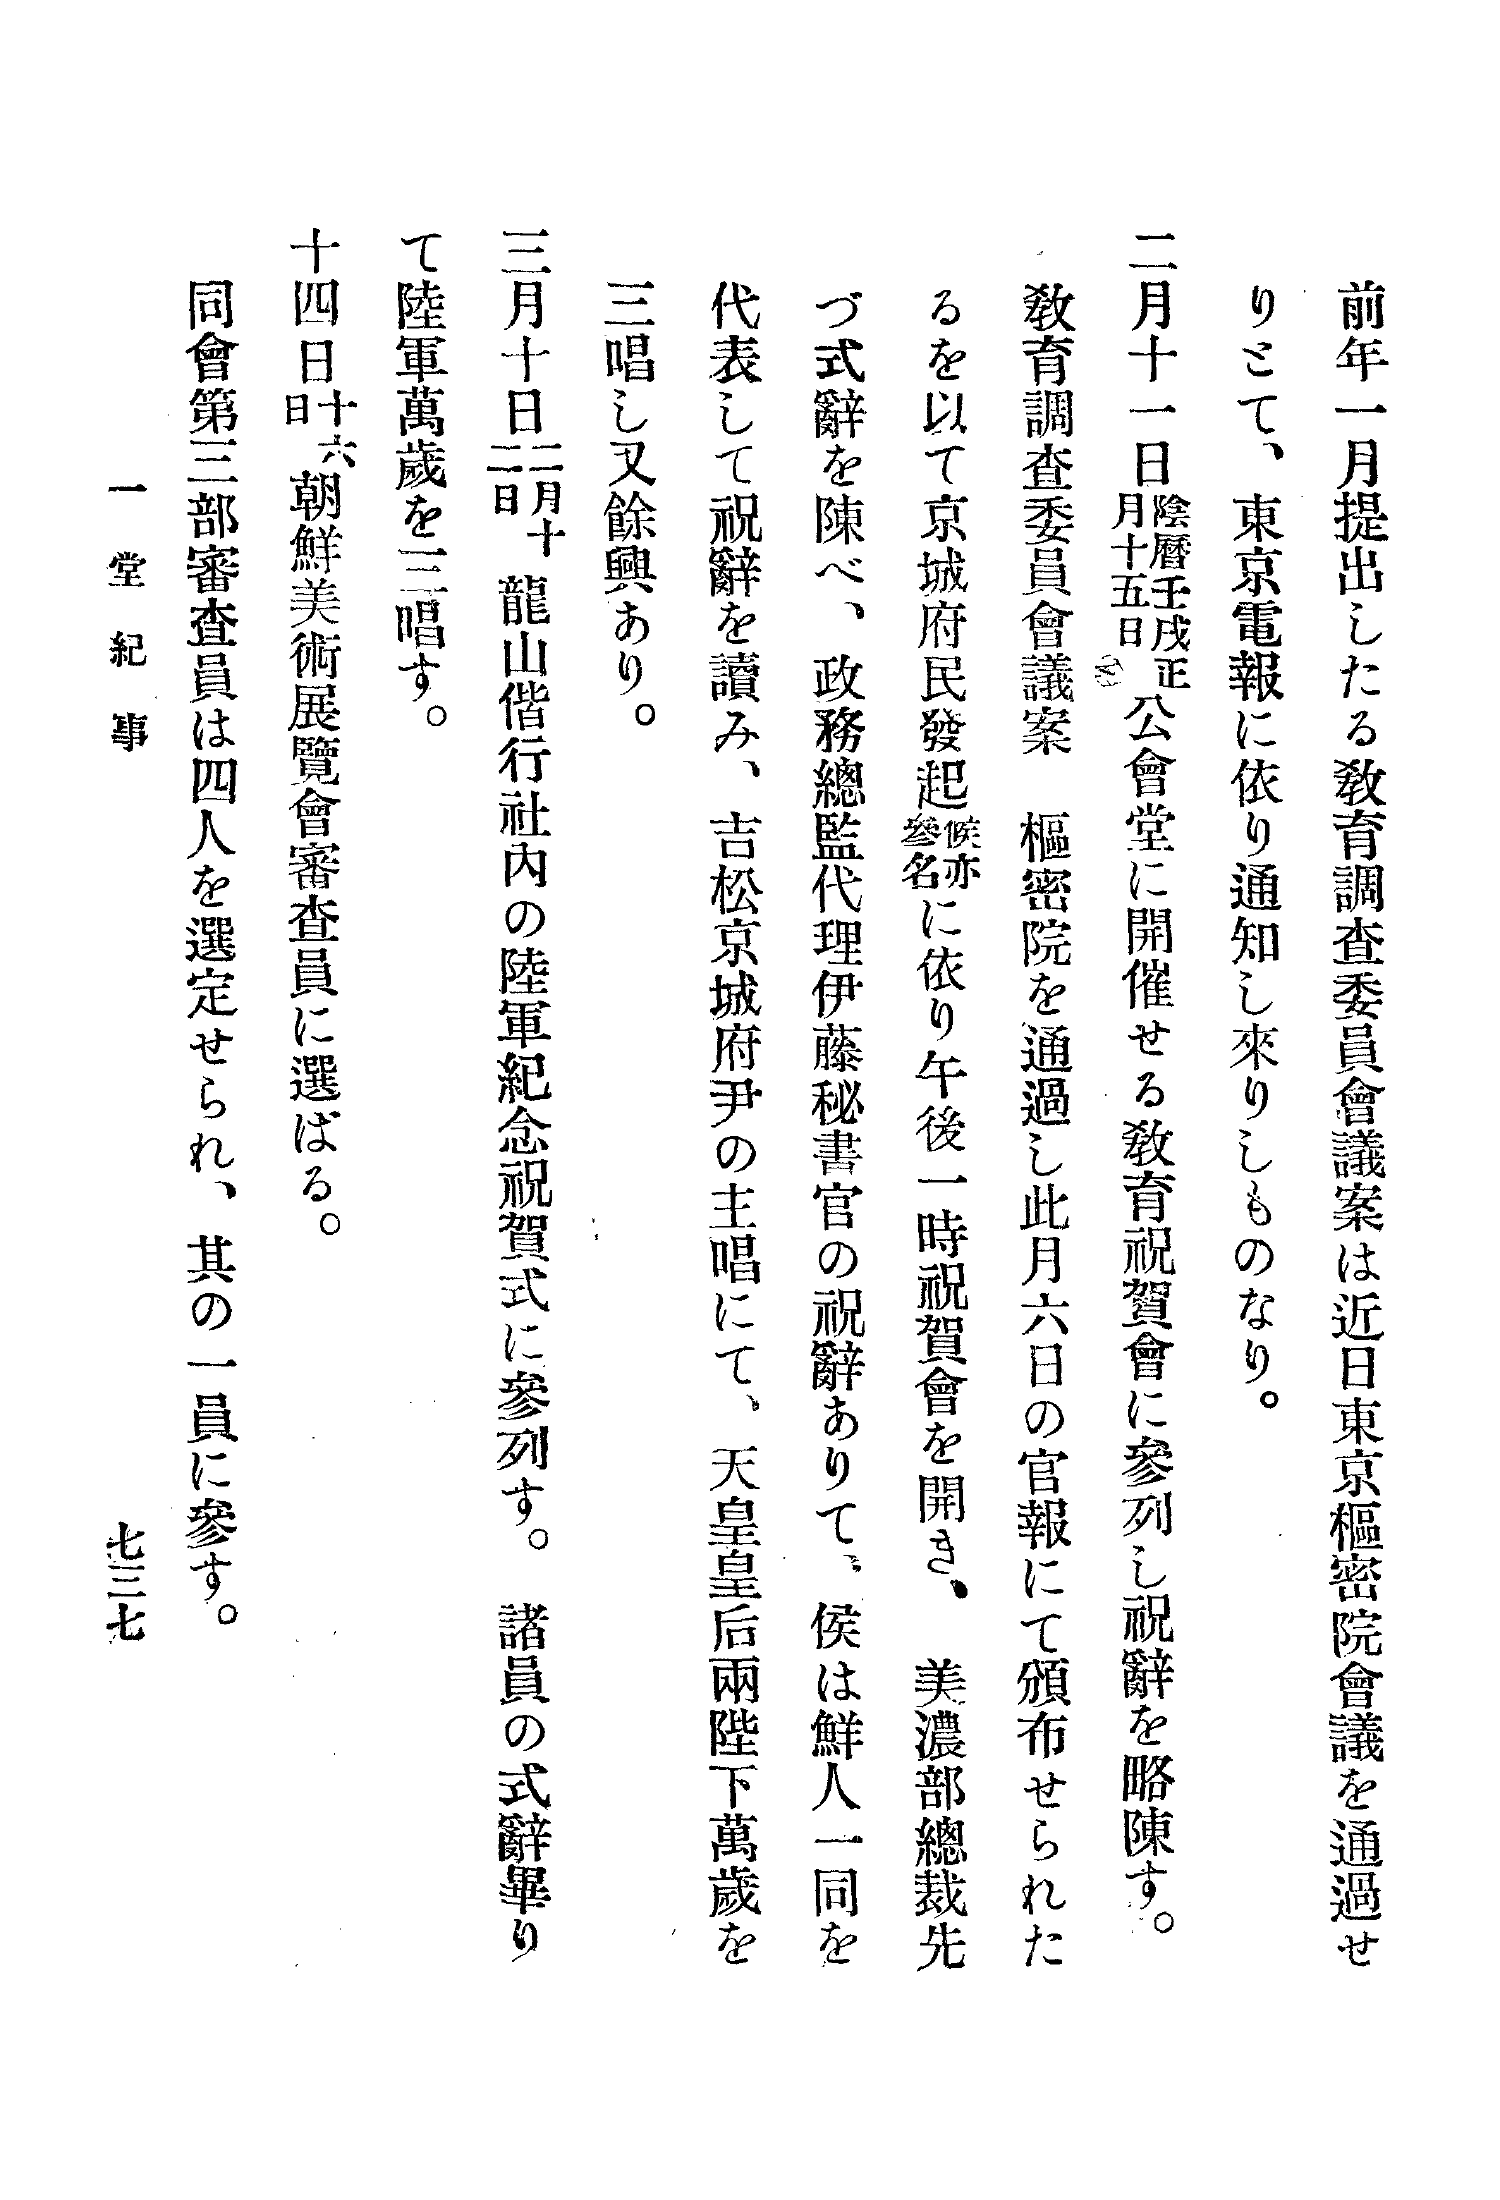 前年一月提出したる敎育調査委員會議案は近日東京樞密院會議を通過せ
りとて、東京電報に依り通知し來りしものなり。
二月十一日陰曆壬戌正月十五日公會堂に開催せる敎育祝賀會に參列し祝辭を略陳す。
敎育調査委員會議案　樞密院を通過し此月六日の官報にて頒布せられた
るを以て京城府民發起候亦參名に依り午後一時祝賀會を開き、美濃部總裁先
づ式辭を陳べ、政務總監代理伊藤秘書官の祝辭ありて、侯は鮮人一同を
代表して祝辭を讀み、吉松京城府尹の主唱にて、天皇皇后兩陛下萬歲を
三唱し又餘興あり。
三月十日二月十二日、龍山偕行社內の陸軍紀念祝賀式に參列す。諸員の式辭畢り
て陸軍萬歲を三唱す。
十四日十六日朝鮮美術展覽會審查員に選ばる。
同會第三部審查員は四人を選定せられ、其の一員に參す。
一堂紀事
七三七